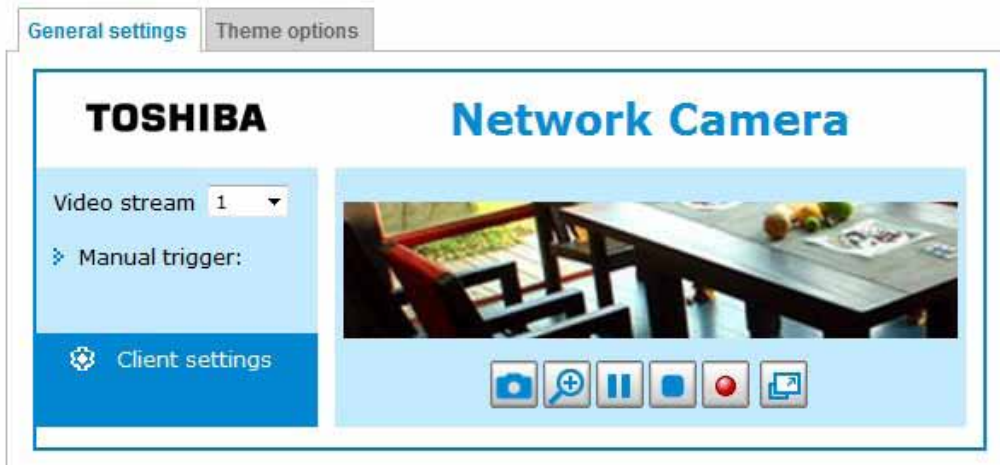 General settings
Theme options
TOSHIBA
Network Camera
Video stream 1
Manual trigger:
Client settings